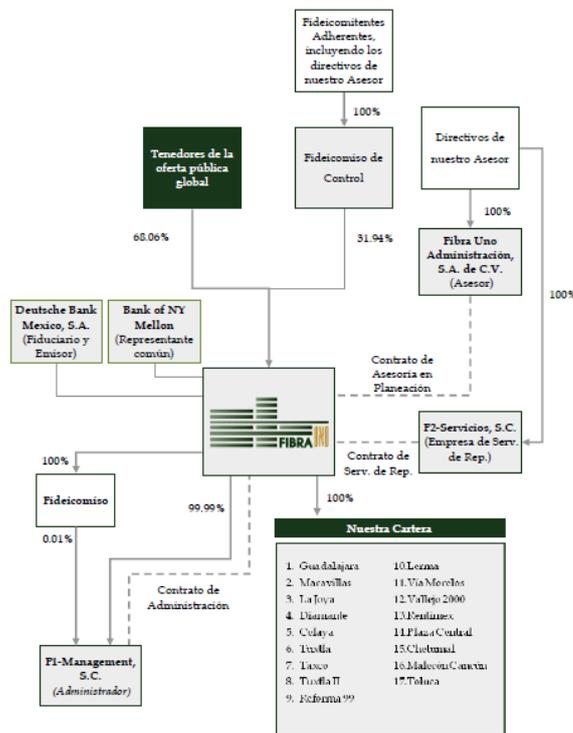 Fideicomitentes
Adherentes,
incluyendo los
directivos de
nuestro Asesor
100%
Tenedores de la
oferta pública
global
Fideicomiso de
Control
Directivos de
nuestro Asesor
68.06%
31.94%
100%
Fibra Uno
Administración,
S.A. de C.V.
(Asesor)
100%
Deutsche Bank
Mexico, S.A.
(Fiduciario y
Emisor)
Bank of NY
Mellon
(Representante
común)
Contrato de
Asesoría en
Planeación
FIBRA UNO
F2-Servicios, S.C.
(Empresa de Serv.
de Rep.)
Contrato de
Serv. de Rep.
100%
Fideicomiso
0.01%
99.99%
100%
Contrato de
Administración
F1-Management,
S.C.
(Administrador)
Nuestra Cartera
1. Guadalajara
2. Maravillas
3. La Joya
4. Diamante
5. Celaya
6. Tuxtla
7. Taxco
8. Tuxtla II
9. Reforma 99
10.Lerma
11.Vía Morelos
12.Vallejo 2000
13.Rentimex
14.Plaza Central
15.Chetumal
16.Malecón Cancún
17.Toluca